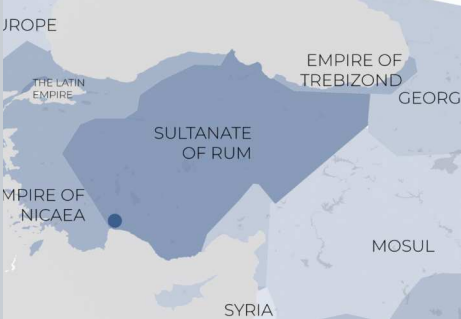 UROPE
EMPIRE OF
TREBIZOND
THE LATIN
EMPIRE
GEORG
SULTANATE
OF RUM
MPIRE OF
NICAEA
MOSUL
SYRIA